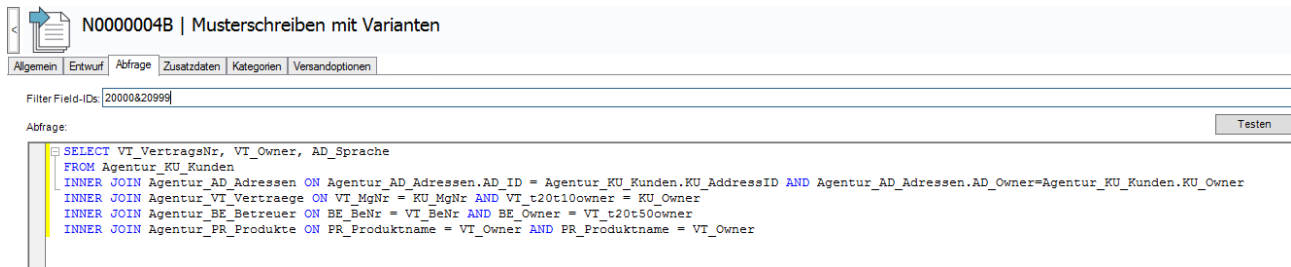 N0000004B | Musterschreiben mit Varianten
Allgemein Entwurf Abfrage Zusatzdaten Kategorien Versandoptionen
Filter Field-IDs: 20000&20999
Abfrage:
Testen
SELECT VT_VertragsNr, VT_Owner, AD_Sprache
FROM Agentur_KU_Kunden
INNER JOIN Agentur_AD_Adressen ON Agentur_AD_Adressen.AD_ID = Agentur_KU_Kunden.KU_AddressID AND Agentur_AD_Adressen.AD_Owner=Agentur_KU_Kunden.KU_Owner
INNER JOIN Agentur_VT_Vertraege ON VT_MgNr = KU_MgNr AND VT_t20t10owner = KU_Owner
INNER JOIN Agentur_BE_Betreuer ON BE_BeNr = VT_BeNr AND BE_Owner = VT_t20t50owner
INNER JOIN Agentur_PR_Produkte ON PR_Produktname = VT_Owner AND PR_Produktname = VT_Owner